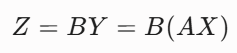 Z = BY = B(AX)